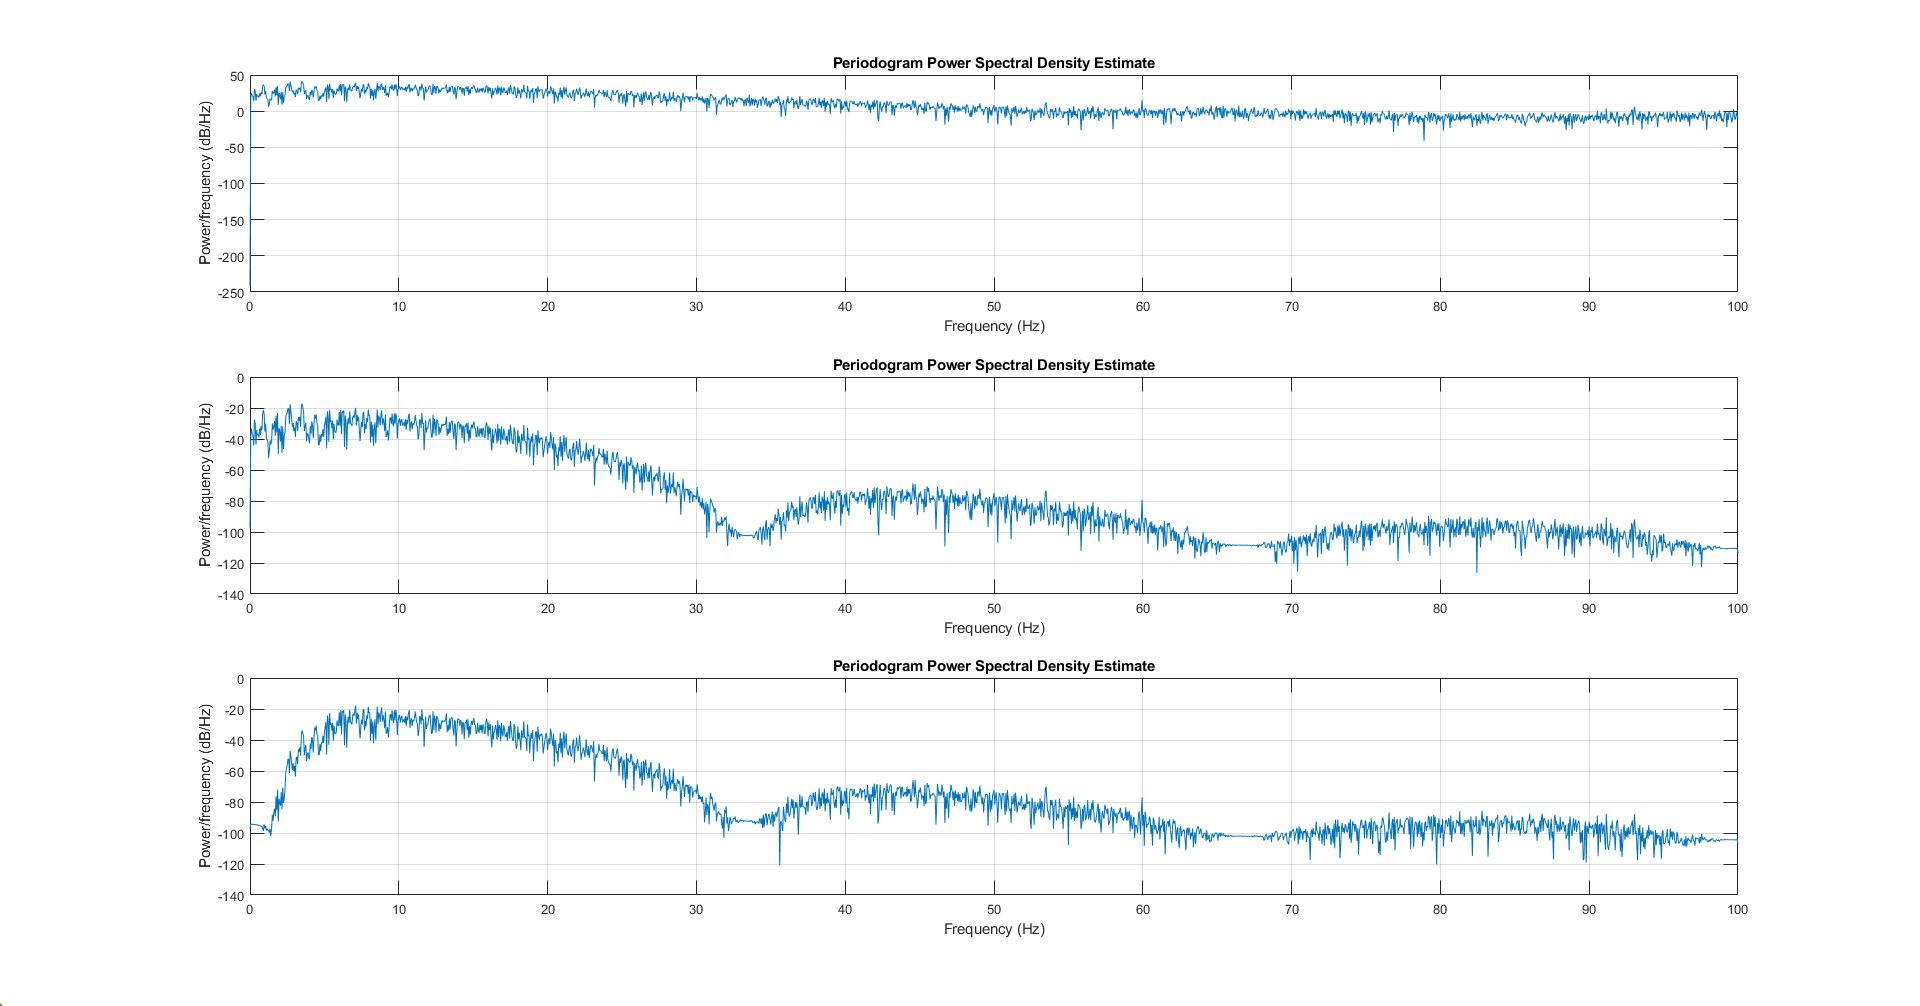 Periodogram Power Spectral Density Estimate
Power/frequency (dB/Hz)
50
0
-50
-100
-150
-200
-250
0 10 20 30 40 50 60 70 80 90 100
Frequency (Hz)
Periodogram Power Spectral Density Estimate
Power/frequency (dB/Hz)
0
-20
-40
-60
-80
-100
-120
-140
0 10 20 30 40 50 60 70 80 90 100
Frequency (Hz)
Periodogram Power Spectral Density Estimate
Power/frequency (dB/Hz)
0
-20
-40
-60
-80
-100
-120
-140
0 10 20 30 40 50 60 70 80 90 100
Frequency (Hz)